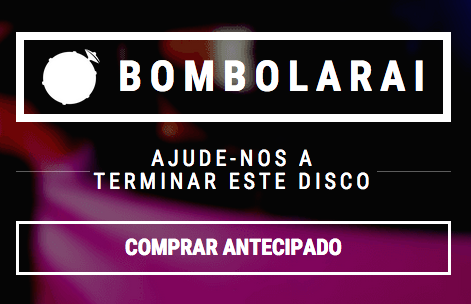 BOMBOLARAI
AJUDE-NOS A
TERMINAR ESTE DISCO
COMPRAR ANTECIPADO